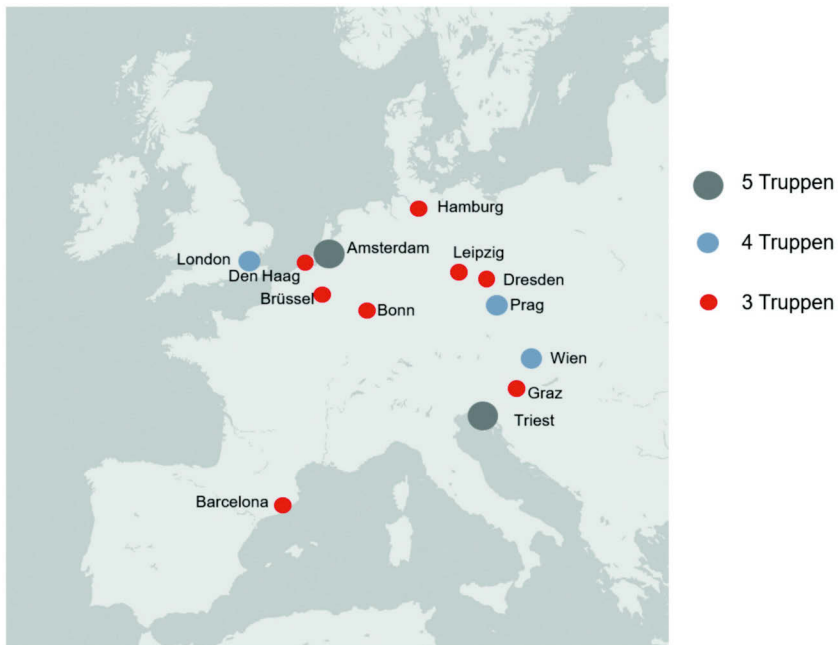 Hamburg
Amsterdam
London
Den Haag
Leipzig
Dresden
Brüssel
Prag
Bonn
Wien
Graz
Triest
Barcelona
5 Truppen
4 Truppen
3 Truppen